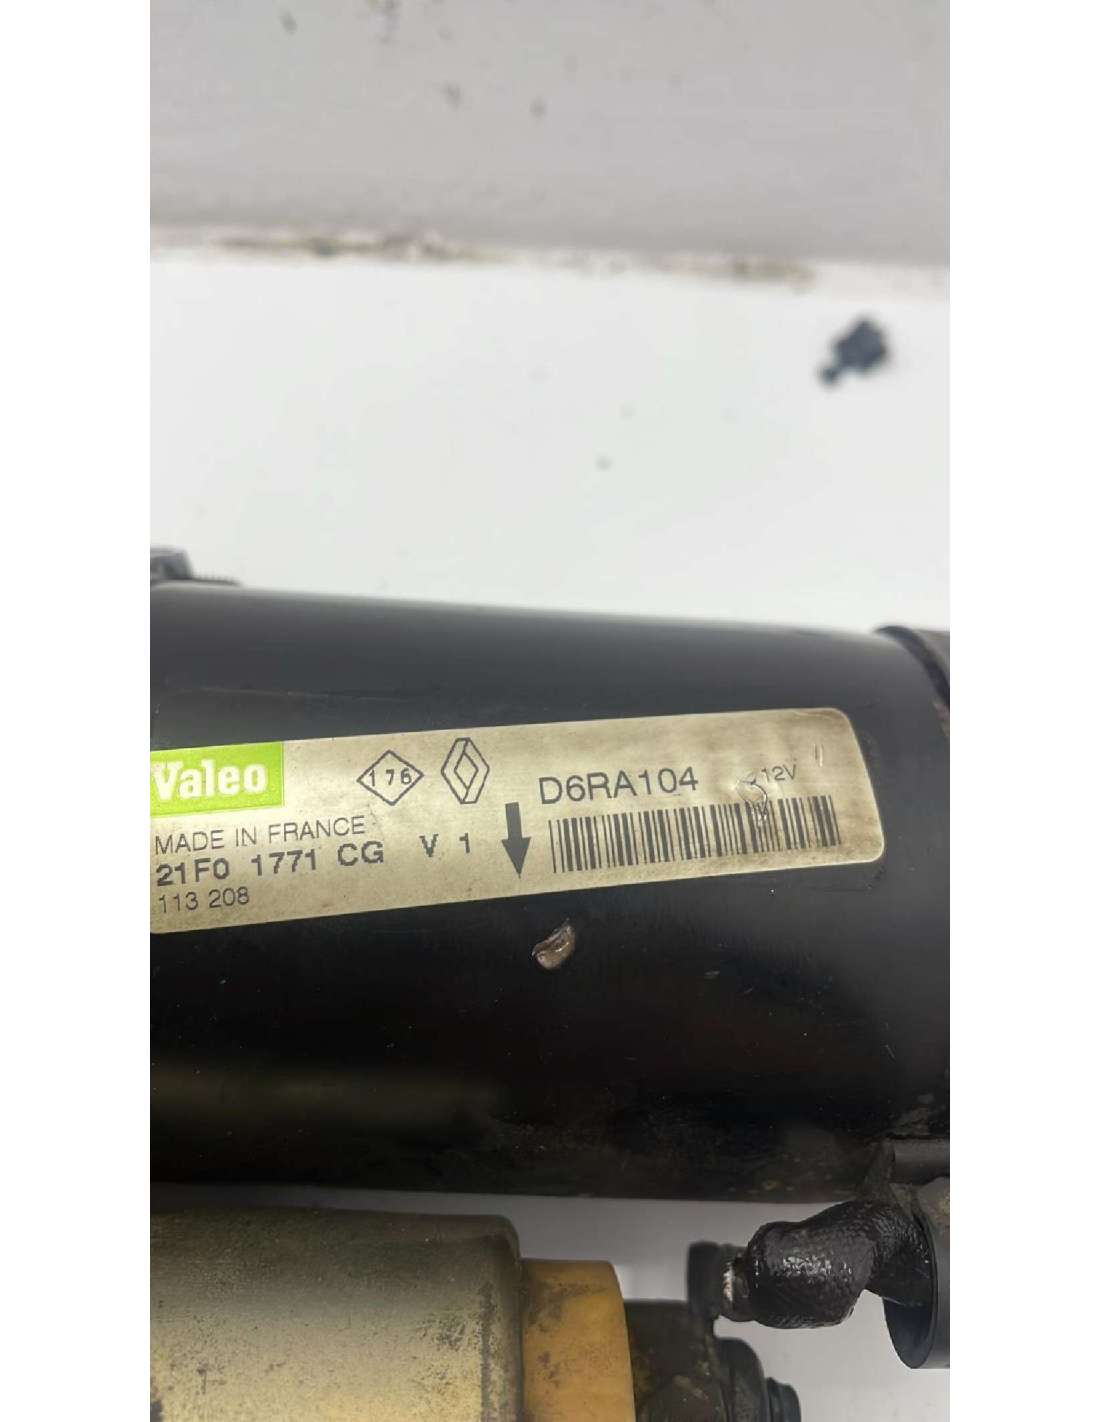 Valeo
176
D6RA104
12V
MADE IN FRANCE
21F0 1771 CG V 1
113 208